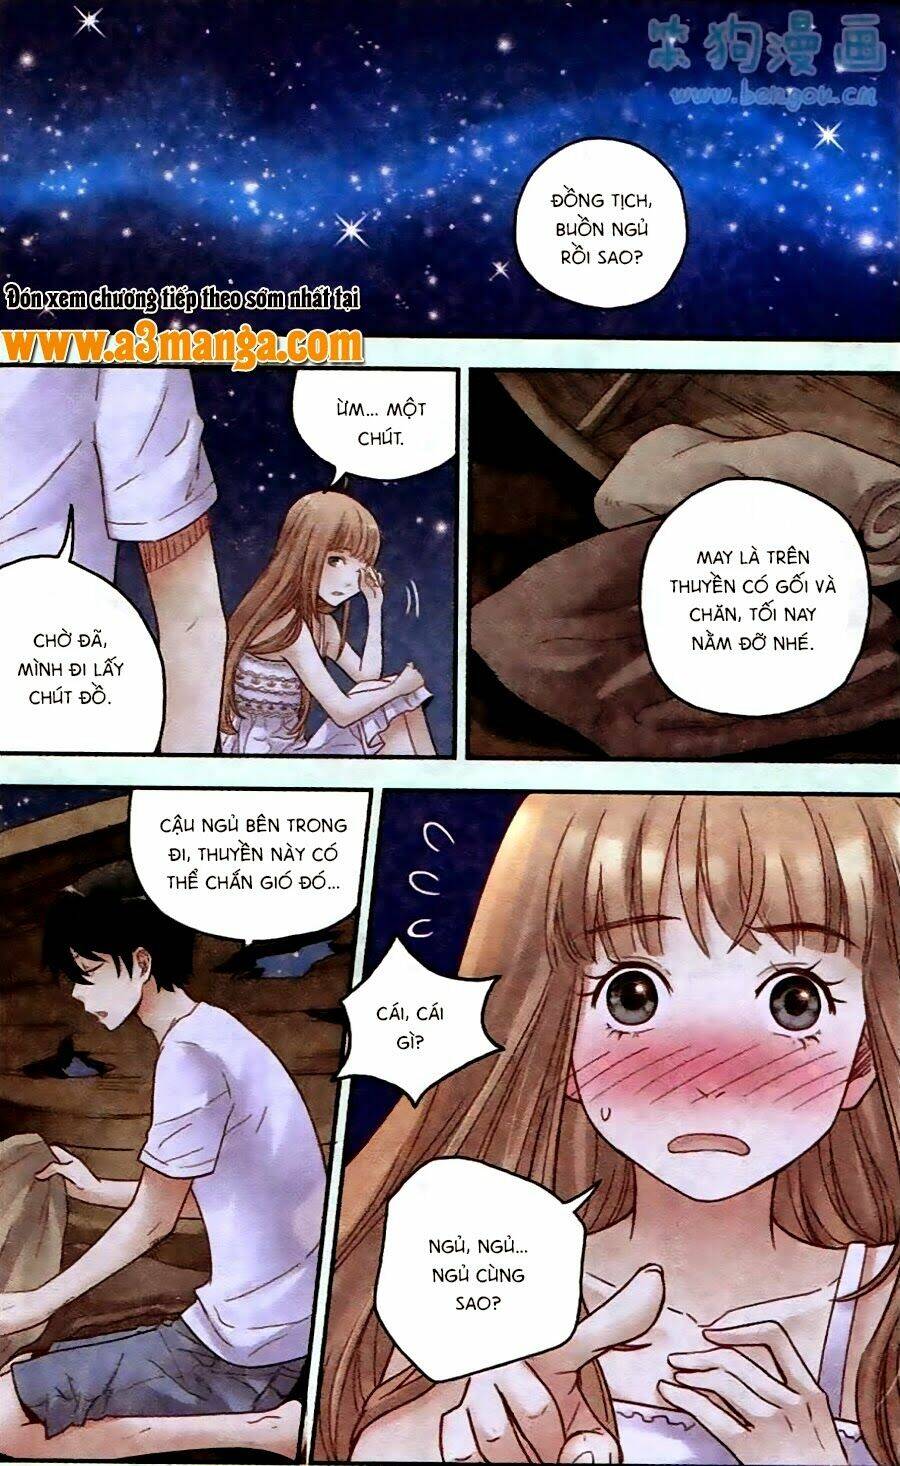 笨狗漫画
www.bengou.cm
ĐỒNG TỊCH,
BUỒN NGỦ
RỒI SAO?
Đón xem chương tiếp theo sớm nhất tại
www.a3manga.com
ỪM... MỘT
CHÚT.
CHỜ ĐÃ,
MÌNH ĐI LẤY
CHÚT ĐỒ.
MAY LÀ TRÊN
THUYỀN CÓ GỐI VÀ
CHĂN, TỐI NAY
NẰM ĐỠ NHÉ.
CẬU NGỦ BÊN TRONG
ĐI, THUYỀN NÀY CÓ
THỂ CHẮN GIÓ ĐÓ...
CÁI, CÁI
GÌ?
NGỦ, NGỦ...
NGỦ CÙNG
SAO?